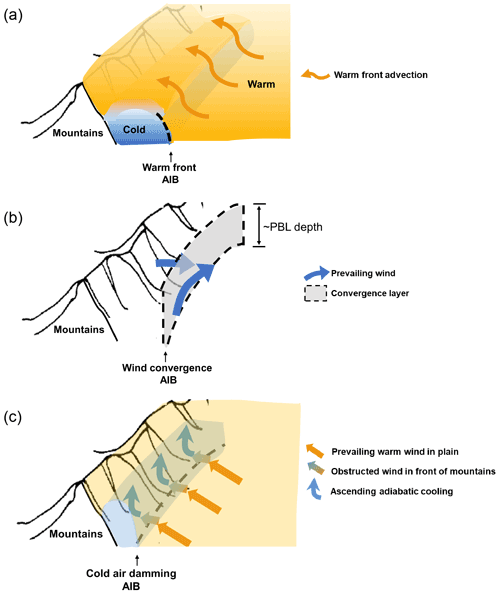 (a)
Warm
Warm front advection
Cold
Mountains
Warm front
AIB
(b)
~PBL depth
Prevailing wind
Convergence layer
Mountains
Wind convergence
AIB
(c)
Prevailing warm wind in plain
Obstructed wind in front of mountains
Ascending adiabatic cooling
Mountains
Cold air damming
AIB